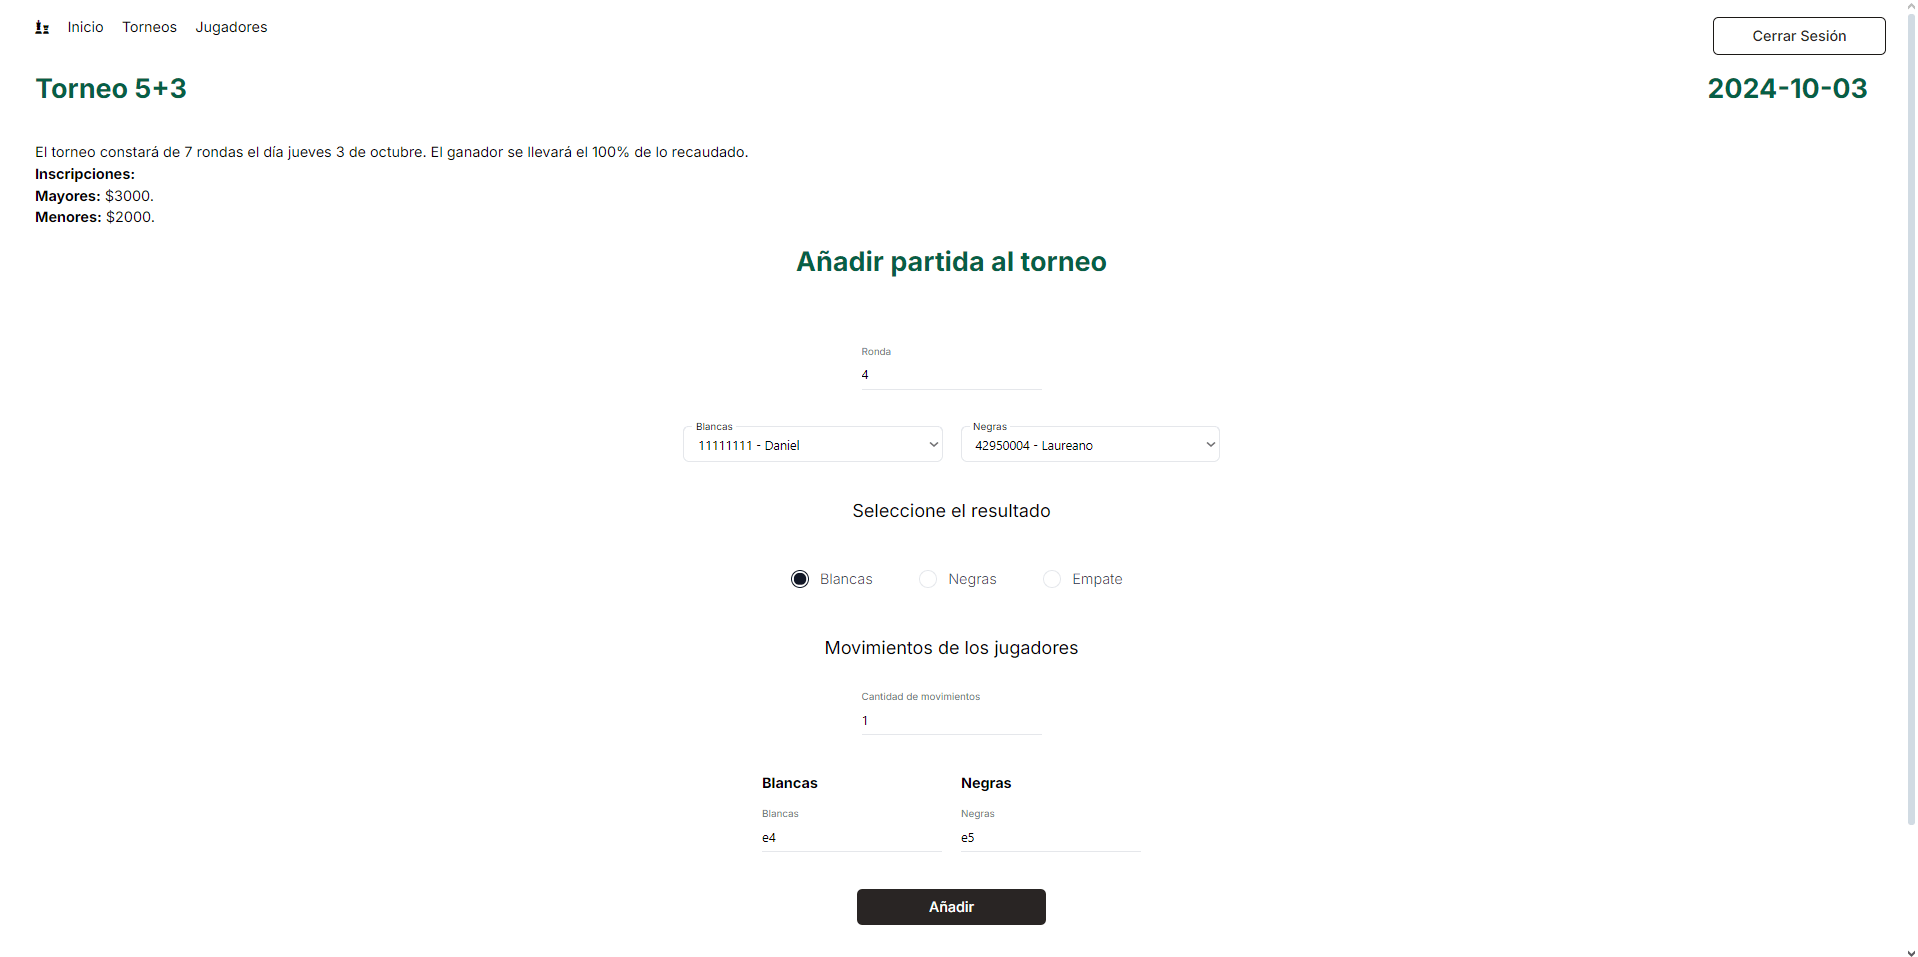 Inicio Torneos Jugadores
Cerrar Sesión
Torneo 5+3
2024-10-03
El torneo constará de 7 rondas el día jueves 3 de octubre. El ganador se llevará el 100% de lo recaudado.
Inscripciones:
Mayores: $3000.
Menores: $2000.
Añadir partida al torneo
Ronda
4
Blancas Negras
11111111 - Daniel 42950004 - Laureano
Seleccione el resultado
Blancas Negras Empate
Movimientos de los jugadores
Cantidad de movimientos
1
Blancas Negras
Blancas Negras
e4 e5
Añadir